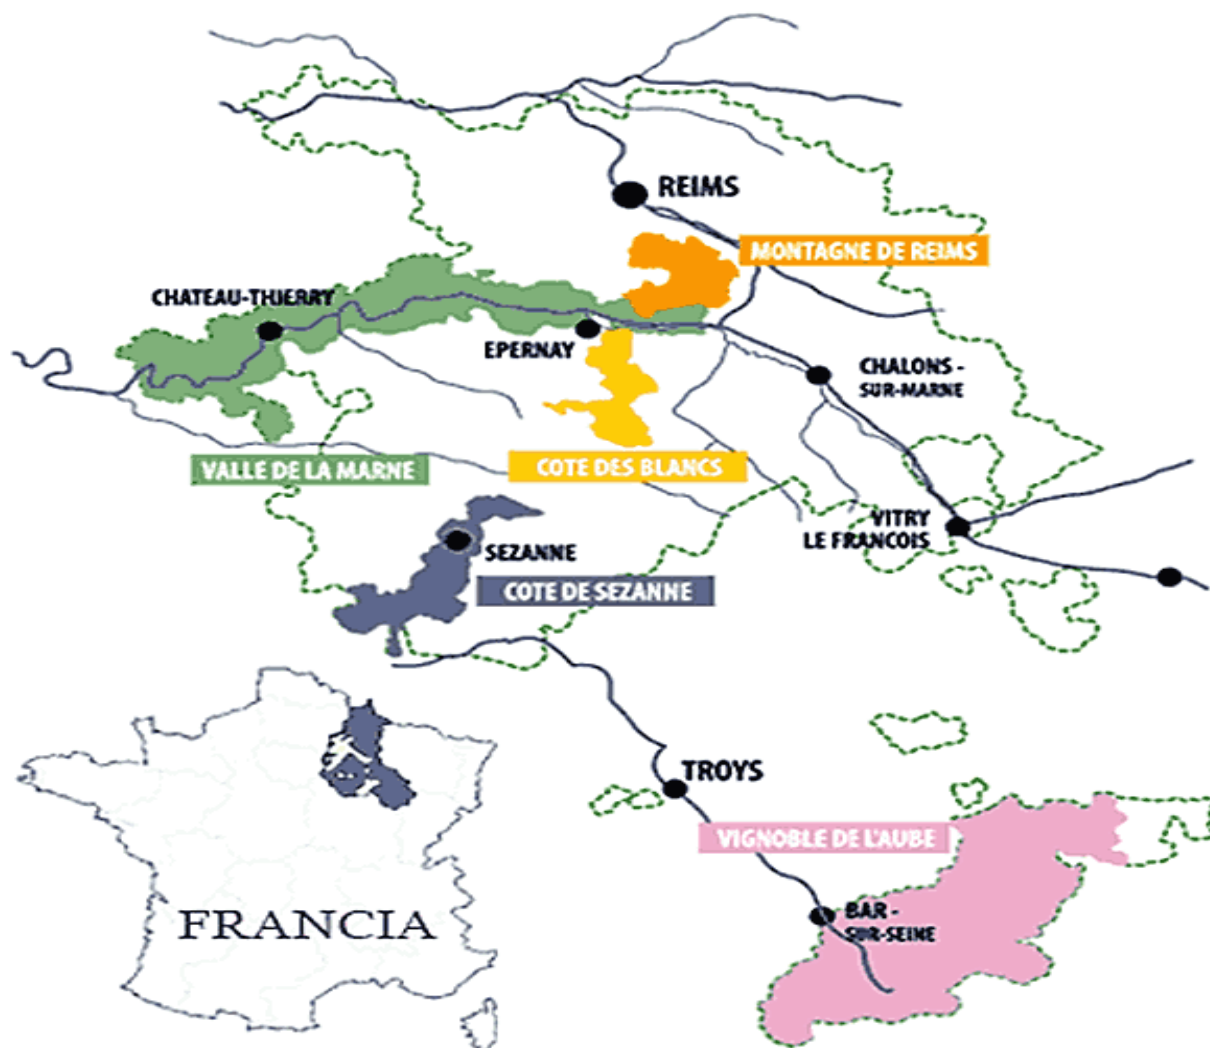 REIMS
MONTAGNE DE REIMS
CHATEAU-THIERRY
EPERNAY
CHALONS -
SUR-MARNE
VALLE DE LA MARNE
COTE DES BLANCS
VITRY
LE FRANCOIS
SEZANNE
COTE DE SEZANNE
TROYS
VIGNOBLE DE L'AUBE
BAR -
SUR-SEINE
FRANCIA